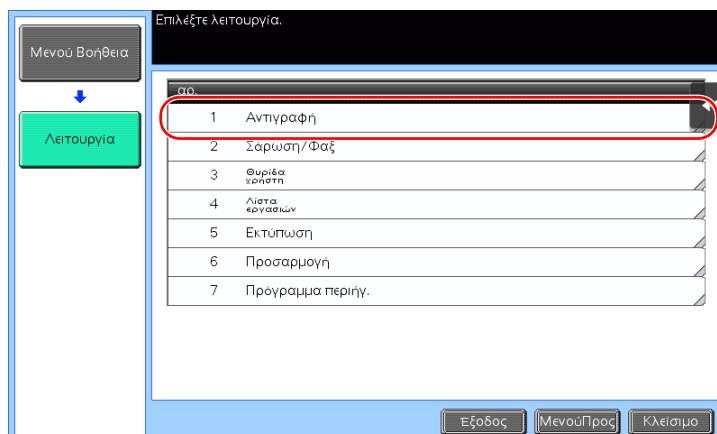 Επιλέξτε λειτουργία.
Μενού Βοήθεια
Λειτουργία
αρ.
1 Αντιγραφή
2 Σάρωση/Φαξ
3 Θυρίδα
χρήστη
4 Λίστα
εργασιών
5 Εκτύπωση
6 Προσαρμογή
7 Πρόγραμμα περιήγ.
Έξοδος ΜενούΠρος Κλείσιμο